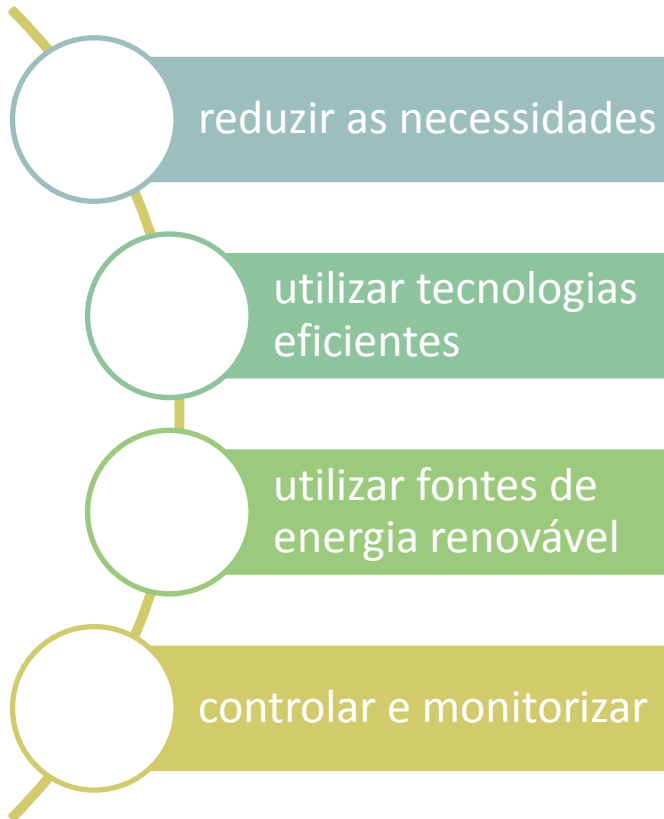 reduzir as necessidades
utilizar tecnologias
eficientes
utilizar fontes de
energia renovável
controlar e monitorizar